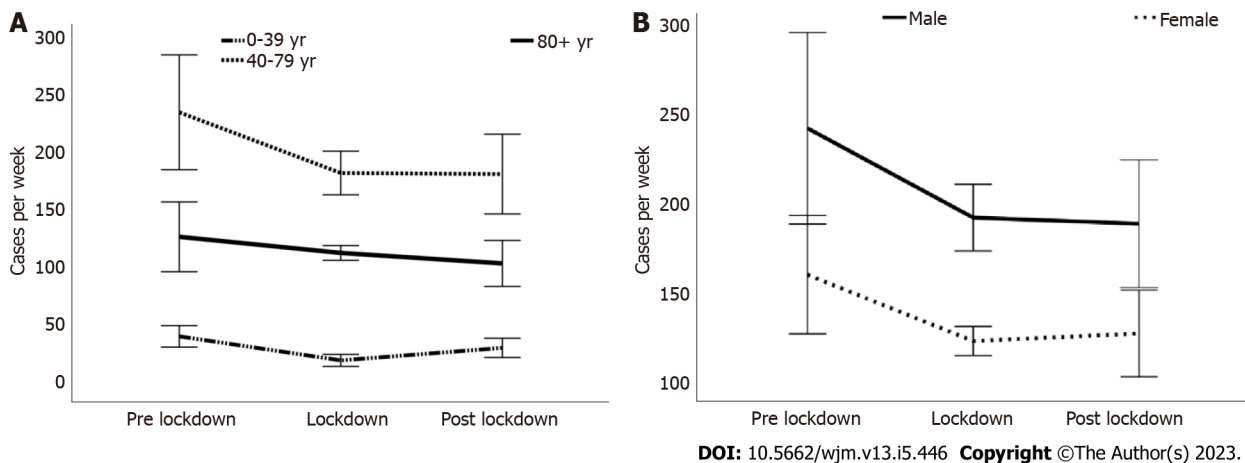 A
0-39 yr
40-79 yr
80+ yr
Cases per week
300
250
200
150
100
50
0
Pre lockdown Lockdown Post lockdown
B
Male
Female
Cases per week
300
250
200
150
100
Pre lockdown Lockdown Post lockdown
DOI: 10.5662/wjm.v13.i5.446 Copyright ©The Author(s) 2023.